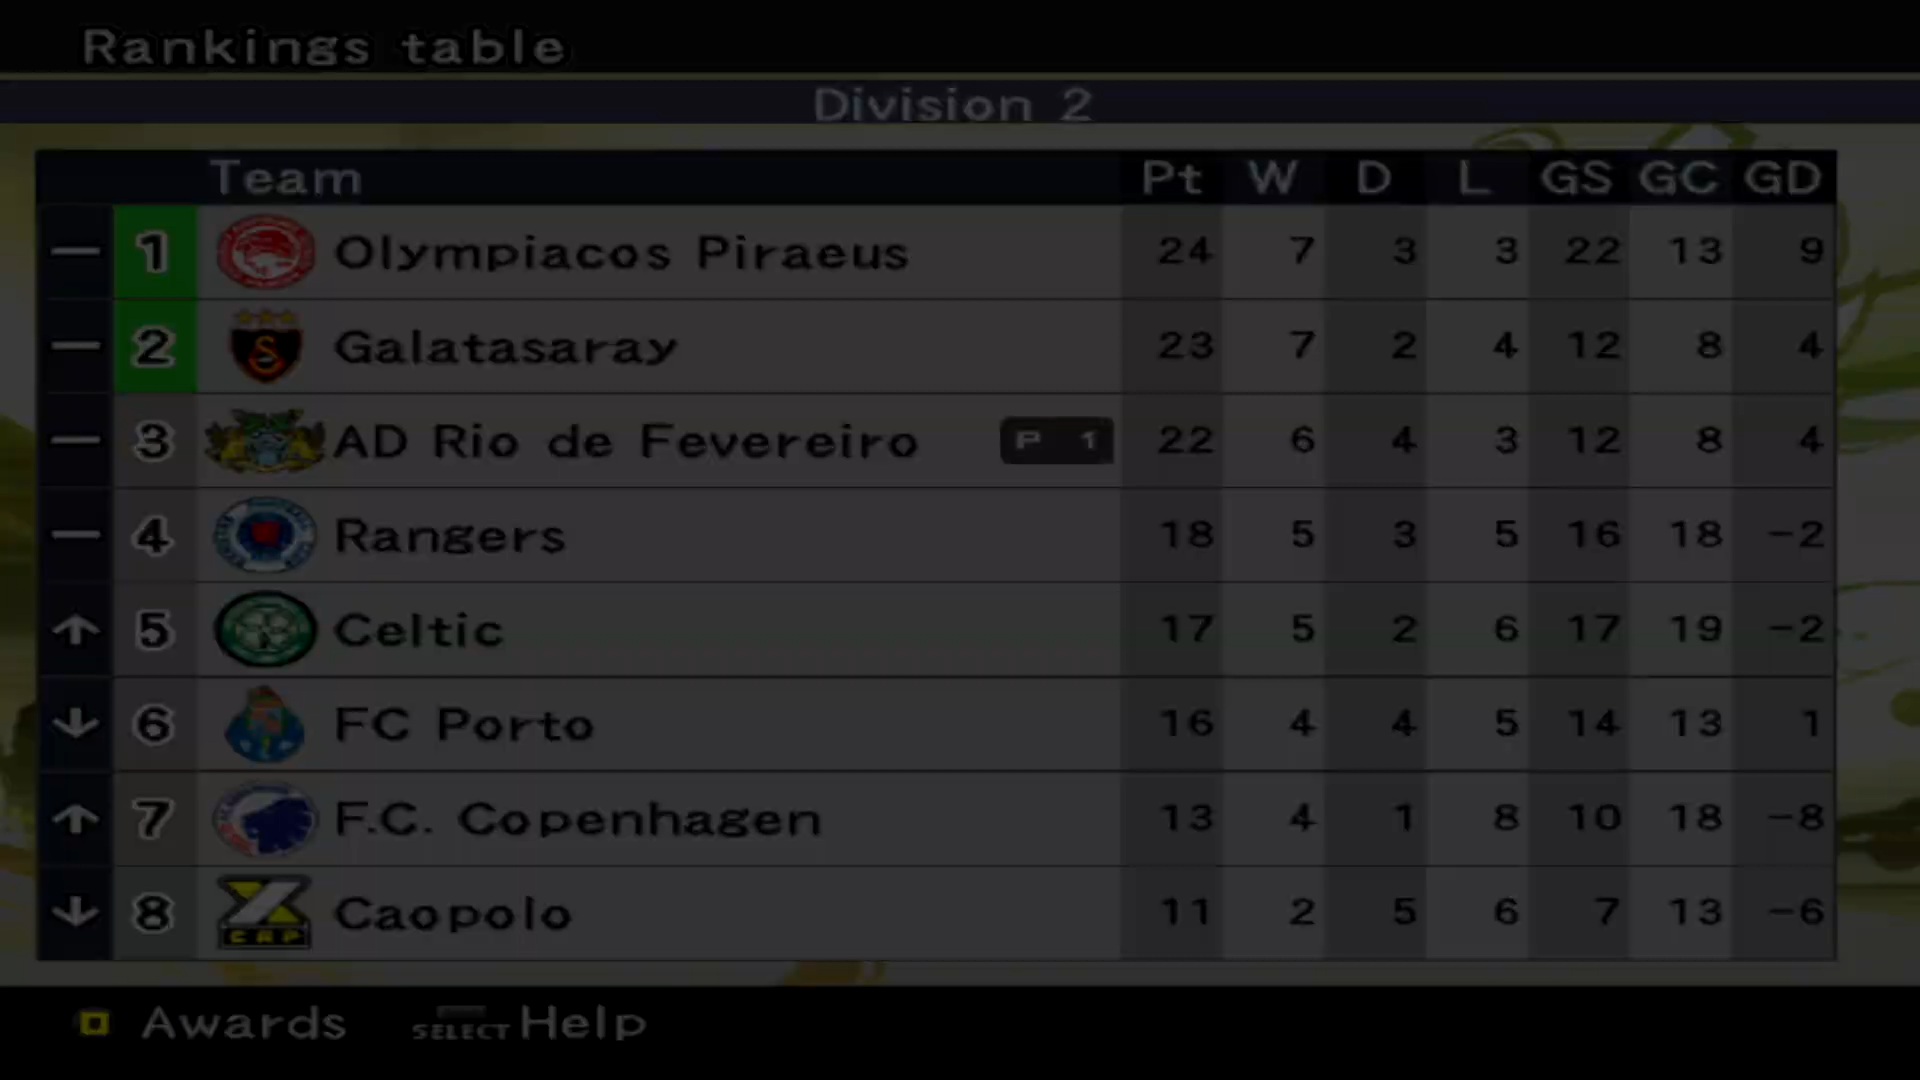 Rankings table
Division 2
Team Pt W D L GS GC GD
1 Olympiacos Piraeus 24 7 3 3 22 13 9
2 Galatasaray 23 7 2 4 12 8 4
3 AD Rio de Fevereiro P 1 22 6 4 3 12 8 4
4 Rangers 18 5 3 5 16 18 -2
5 Celtic 17 5 2 6 17 19 -2
6 FC Porto 16 4 4 5 14 13 1
7 F.C. Copenhagen 13 4 1 8 10 18 -8
8 CAP Caopolo 11 2 5 6 7 13 -6
Awards SELECT Help